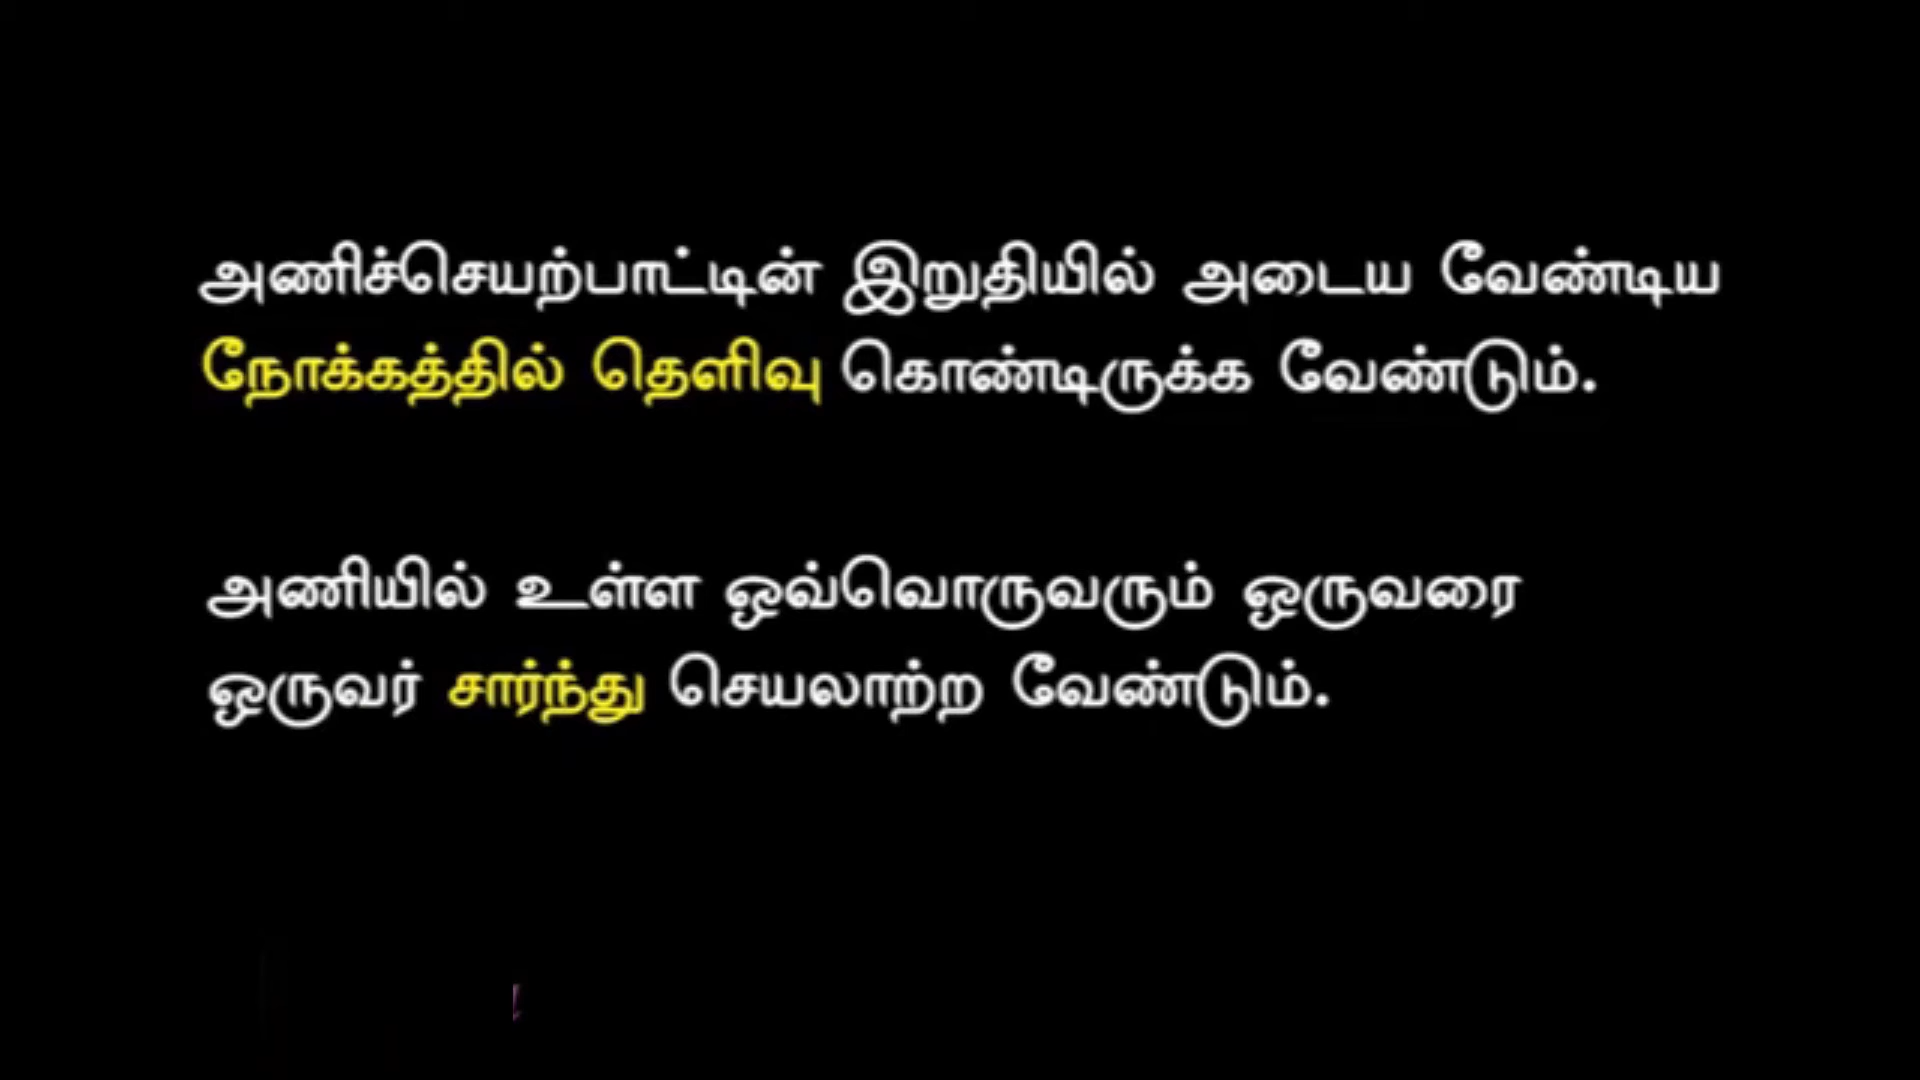 அணிச்செயற்பாட்டின் இறுதியில் அடைய வேண்டிய
நோக்கத்தில் தெளிவு கொண்டிருக்க வேண்டும்.
அணியில் உள்ள ஒவ்வொருவரும் ஒருவரை
ஒருவர் சார்ந்து செயலாற்ற வேண்டும்.